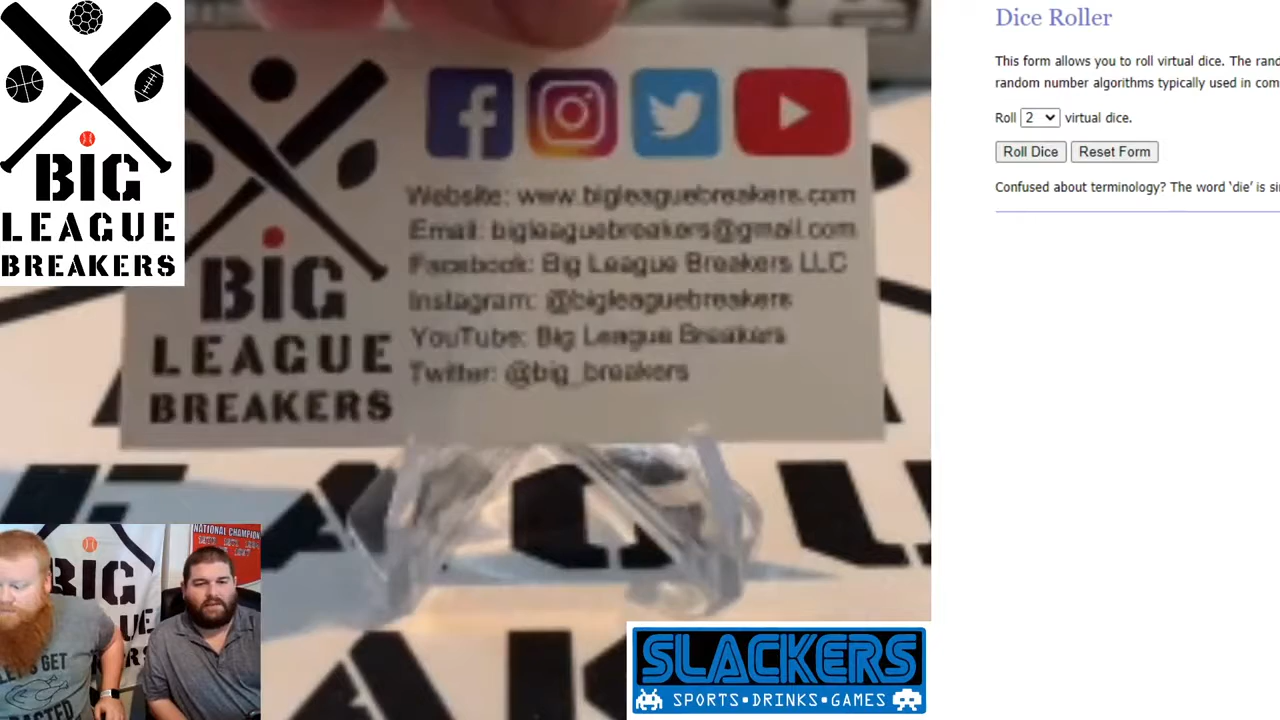 BIG
LEAGUE
BREAKERS
BIG
LEAGUE
BREAKERS
Website: www.bigleaguebreakers.com
Email: bigleaguebreakers@gmail.com
Facebook: Big League Breakers LLC
Instagram: @bigleaguebreakers
YouTube: Big League Breakers
Twitter: @big_breakers
Dice Roller
This form allows you to roll virtual dice. The rand
random number algorithms typically used in com
Roll 2 virtual dice.
Roll Dice Reset Form
Confused about terminology? The word 'die' is si
NATIONAL CHAMPION
BIG
LET'S GET
SLACKERS
SPORTS•DRINKS•GAMES